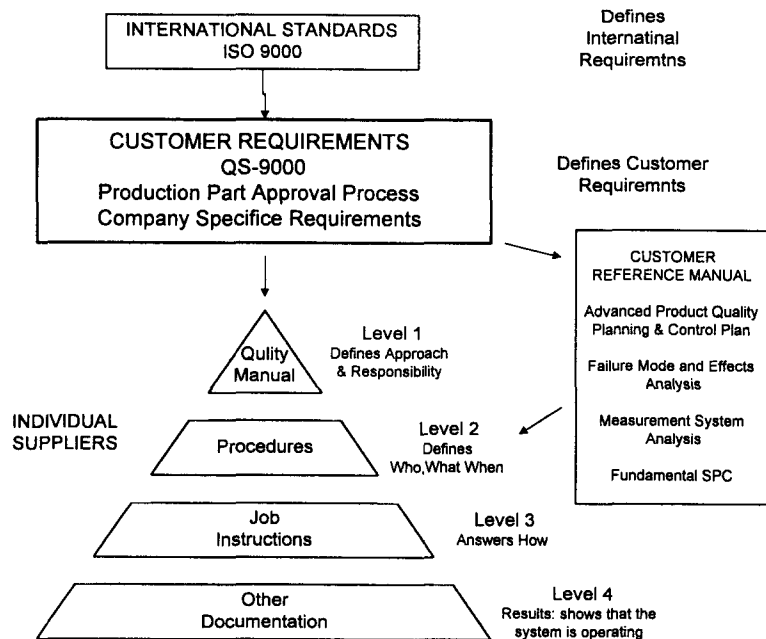 INTERNATIONAL STANDARDS
ISO 9000
Defines
Internatinal
Requiremtns
CUSTOMER REQUIREMENTS
QS-9000
Production Part Approval Process
Company Specifice Requirements
Defines Customer
Requiremnts
CUSTOMER
REFERENCE MANUAL
Advanced Product Quality
Planning & Control Plan
Failure Mode and Effects
Analysis
Measurement System
Analysis
Fundamental SPC
INDIVIDUAL
SUPPLIERS
Qulity
Manual
Level 1
Defines Approach
& Responsibility
Procedures
Level 2
Defines
Who,What When
Job
Instructions
Level 3
Answers How
Other
Documentation
Level 4
Results: shows that the
system is operating